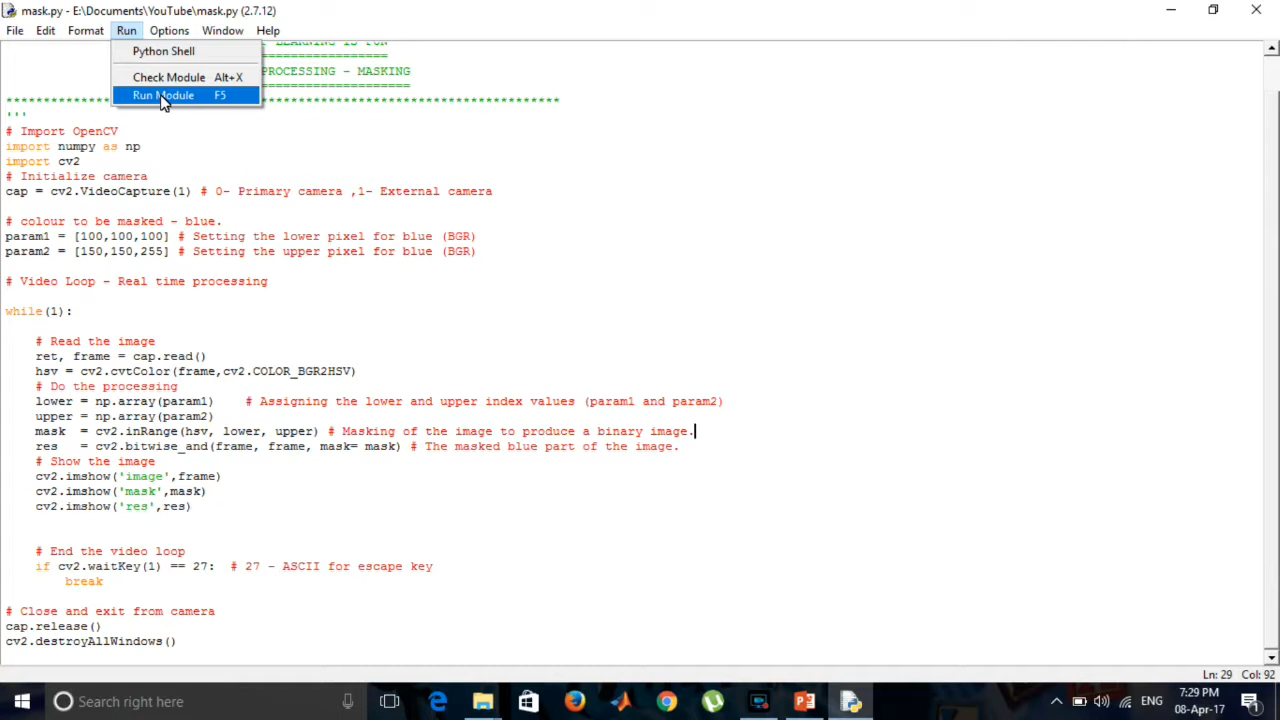 mask.py - E:\Documents\YouTube\mask.py (2.7.12)
File Edit Format Run Options Window Help
LEARNING IS FUN
Python Shell
==================
Check Module Alt+X
PROCESSING - MASKING
Run Module F5
=====================
**************************************************************************
'''
# Import OpenCV
import numpy as np
import cv2
# Initialize camera
cap = cv2.VideoCapture(1) # 0- Primary camera ,1- External camera
# colour to be masked - blue.
param1 = [100,100,100] # Setting the lower pixel for blue (BGR)
param2 = [150,150,255] # Setting the upper pixel for blue (BGR)
# Video Loop - Real time processing
while(1):
# Read the image
ret, frame = cap.read()
hsv = cv2.cvtColor(frame,cv2.COLOR_BGR2HSV)
# Do the processing
lower = np.array(param1) # Assigning the lower and upper index values (param1 and param2)
upper = np.array(param2)
mask = cv2.inRange(hsv, lower, upper) # Masking of the image to produce a binary image.
res = cv2.bitwise_and(frame, frame, mask= mask) # The masked blue part of the image.
# Show the image
cv2.imshow('image',frame)
cv2.imshow('mask',mask)
cv2.imshow('res',res)
# End the video loop
if cv2.waitKey(1) == 27: # 27 - ASCII for escape key
break
# Close and exit from camera
cap.release()
cv2.destroyAllWindows()
Ln: 29 Col: 92
Search right here
ENG
7:29 PM
08-Apr-17
1